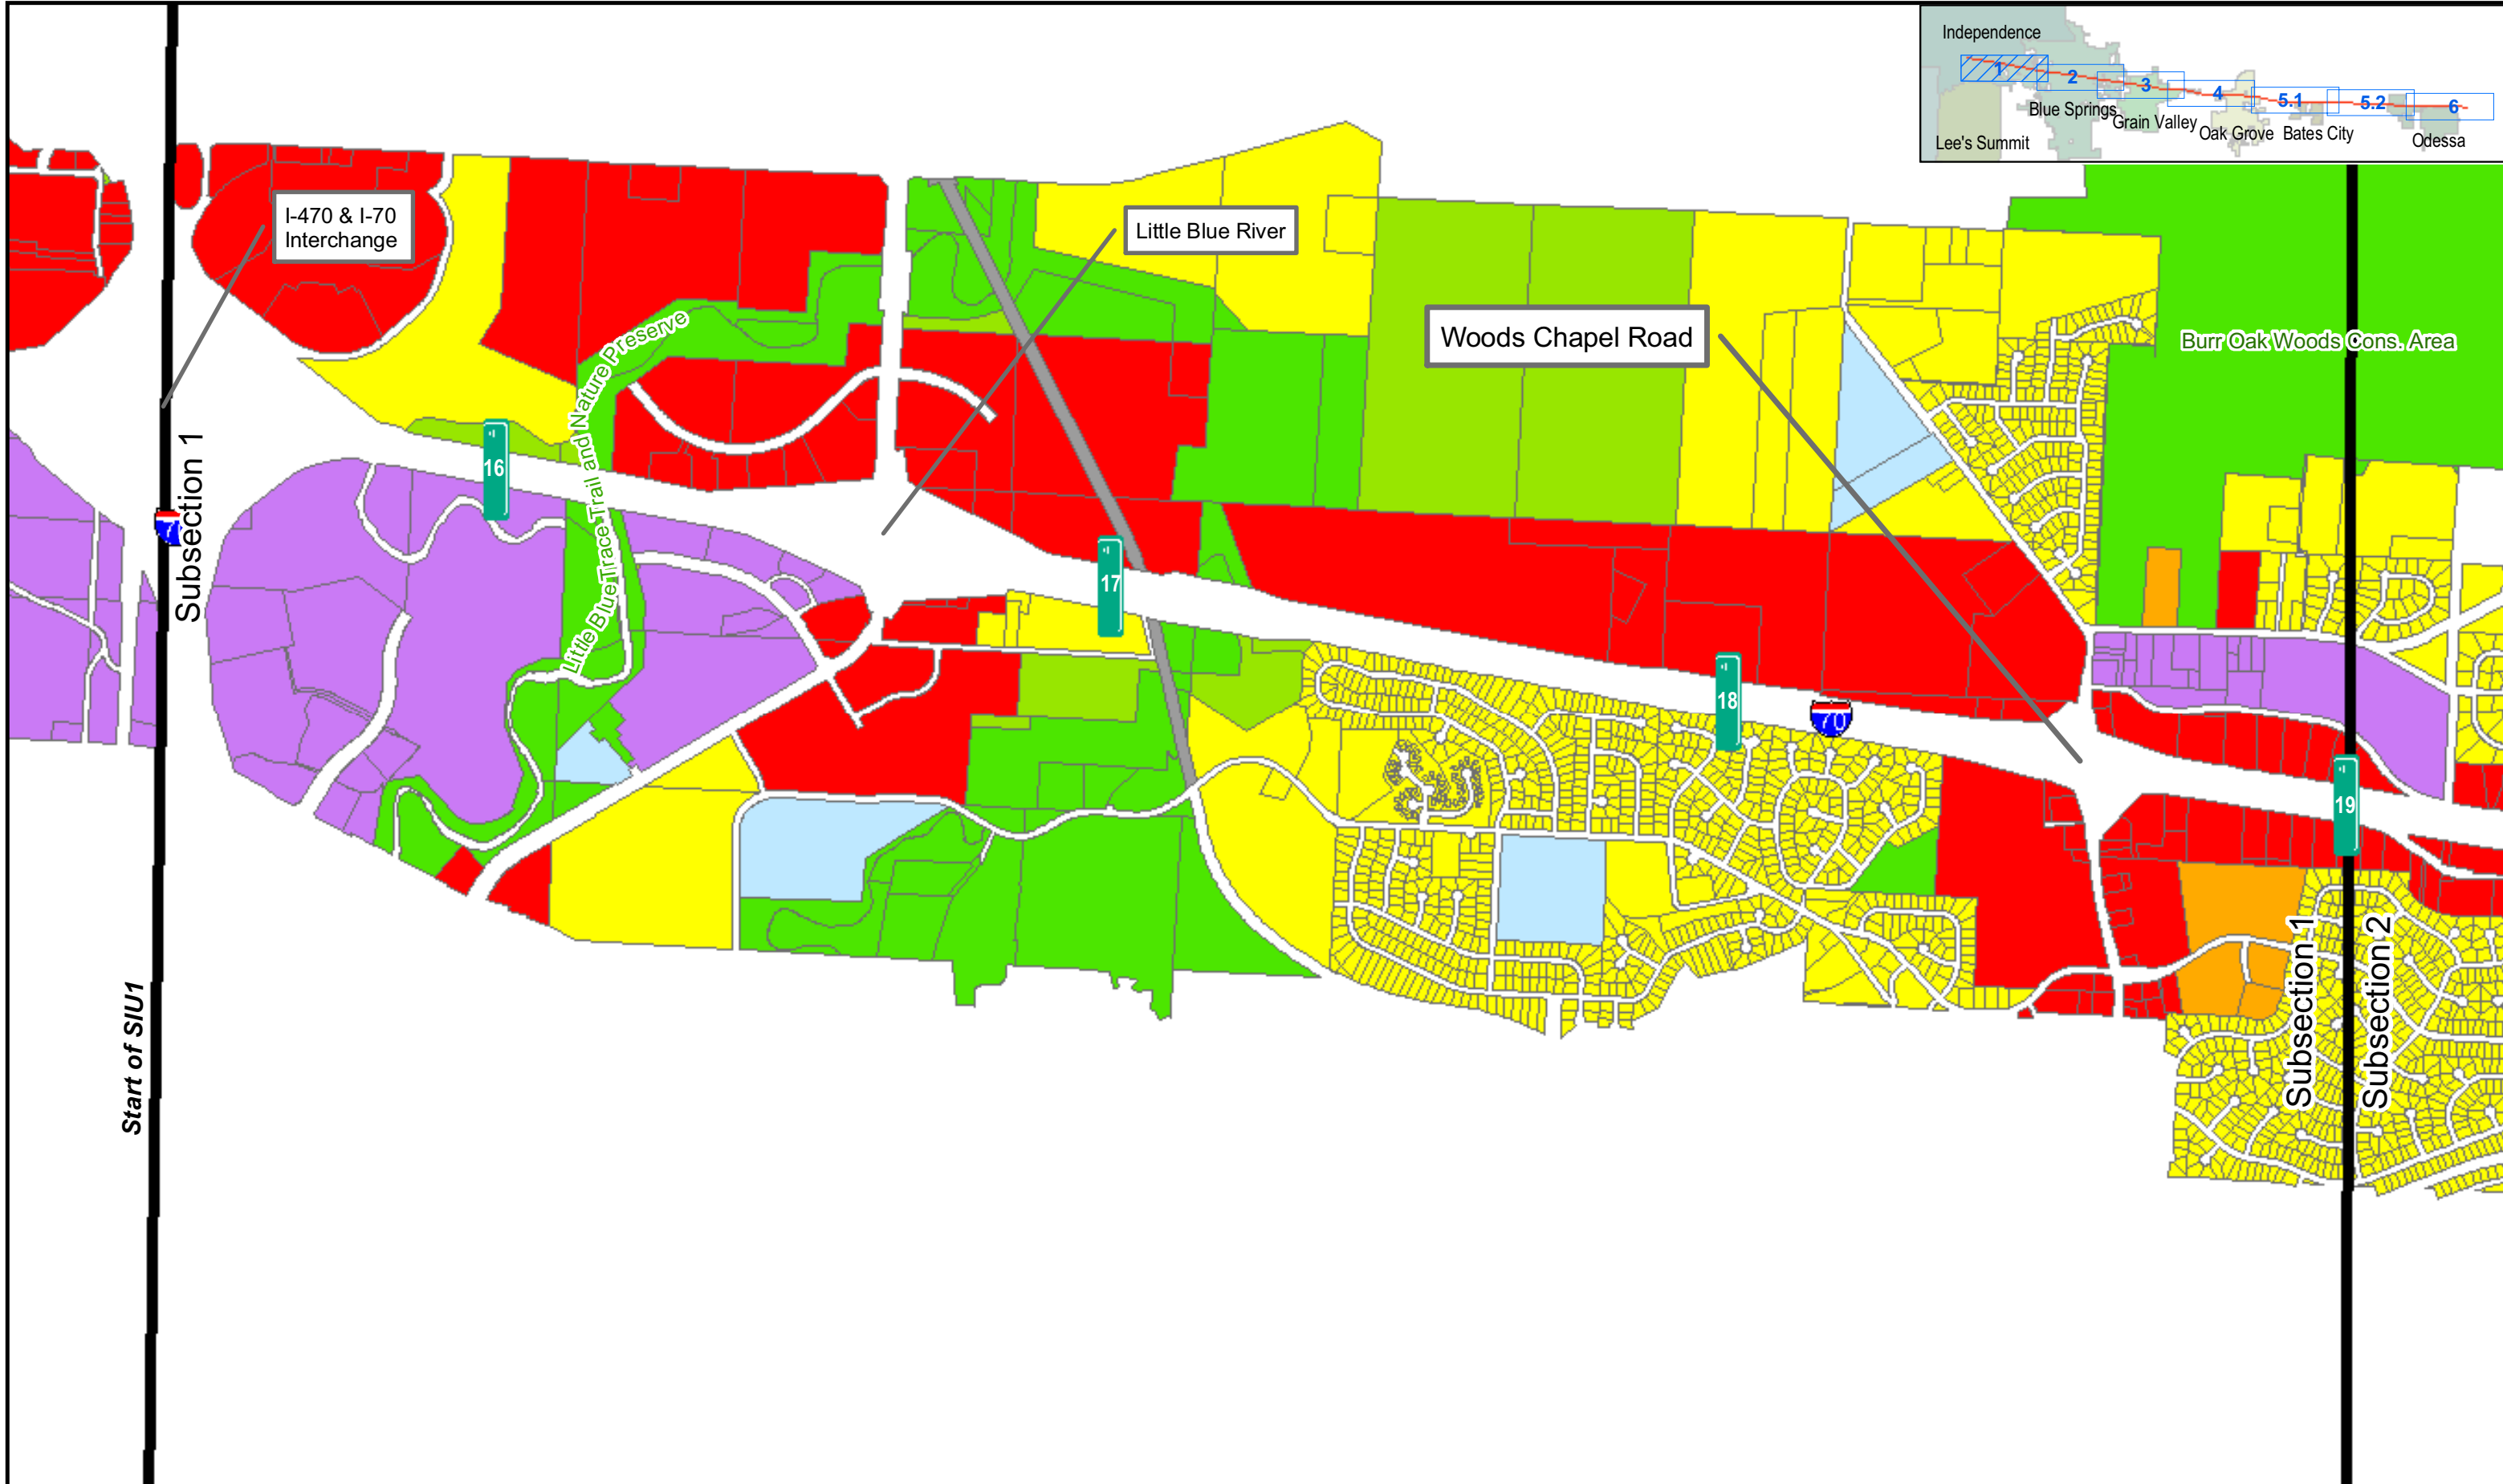 Independence
1
2
3
4
5.1
5.2
6
Blue Springs
Grain Valley
Oak Grove
Bates City
Lee's Summit
Odessa
I-470 & I-70
Interchange
Little Blue River
Woods Chapel Road
Burr Oak Woods Cons. Area
Little Blue Trace Trail and Nature Preserve
Subsection 1
16
17
18
70
19
Start of SIU1
Subsection 1
Subsection 2